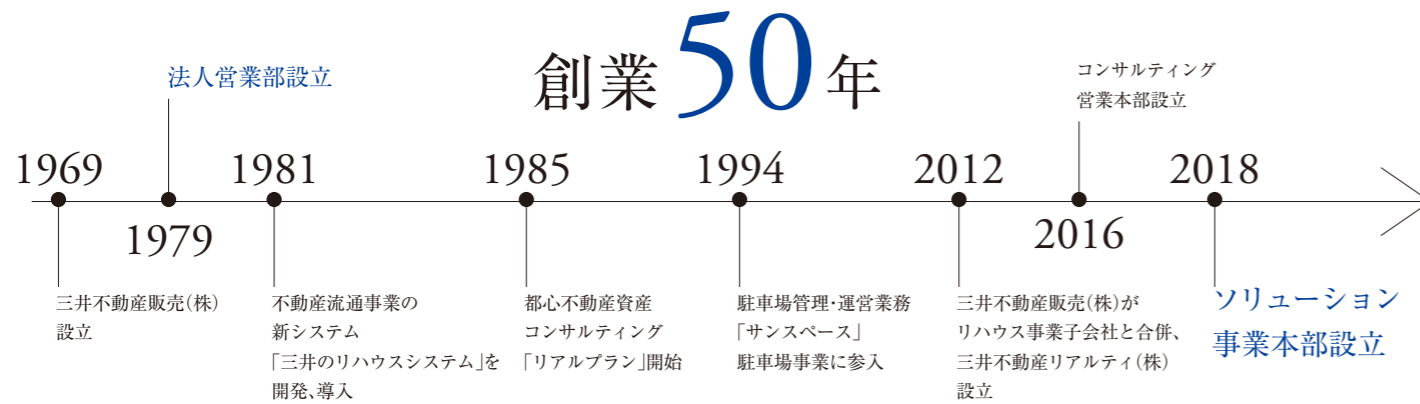 創業50年
1969
三井不動産販売(株)
設立
法人営業部設立
1979
1981
不動産流通事業の
新システム
「三井のリハウスシステム」を
開発、導入
1985
都心不動産資産
コンサルティング
「リアルプラン」開始
1994
駐車場管理・運営業務
「サンスペース」
駐車場事業に参入
2012
三井不動産販売(株)が
リハウス事業子会社と合併、
三井不動産リアルティ(株)
設立
コンサルティング
営業本部設立
2016
2018
ソリューション
事業本部設立